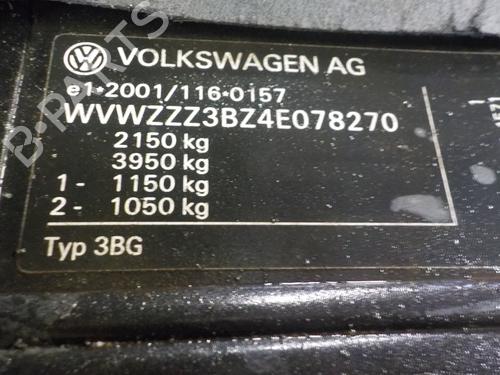 VOLKSWAGEN AG
e1*2001/116*0157
WVWZZZ3BZ4E078270
2150 kg
3950 kg
1 - 1150 kg
2 - 1050 kg
Typ 3BG
B-PARTS